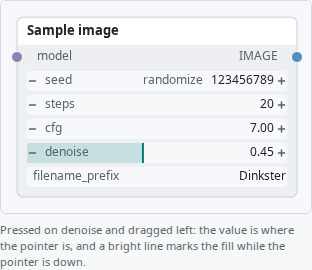 Sample image
model IMAGE
− seed randomize 123456789 +
− steps 20 +
− cfg 7.00 +
− denoise 0.45 +
filename_prefix Dinkster
Pressed on denoise and dragged left: the value is where
the pointer is, and a bright line marks the fill while the
pointer is down.